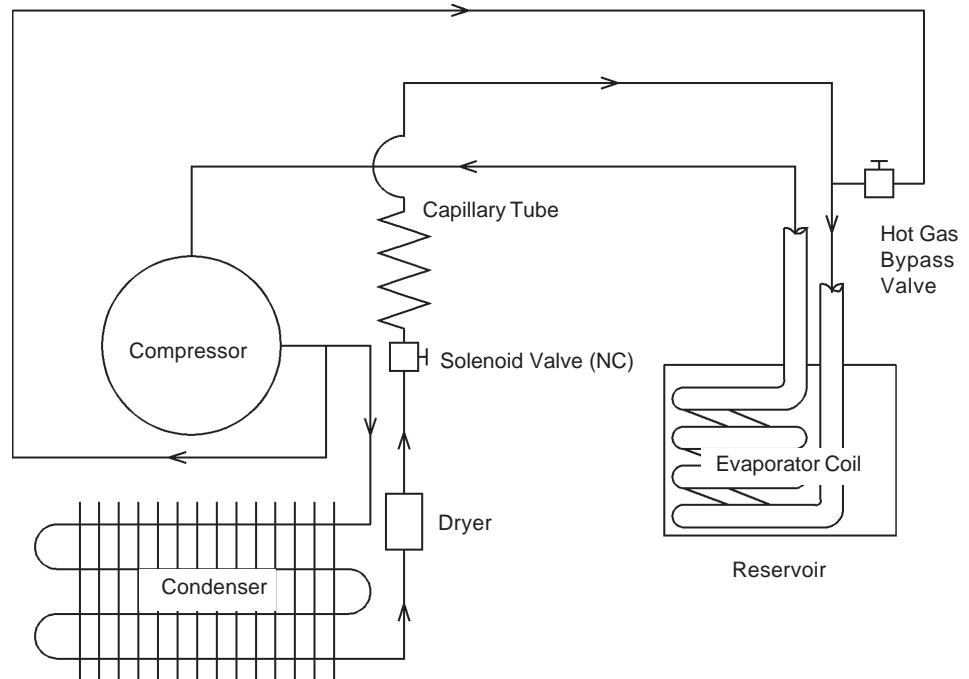 Capillary Tube
Hot Gas
Bypass
Valve
Compressor
Solenoid Valve (NC)
Evaporator Coil
Dryer
Reservoir
Condenser